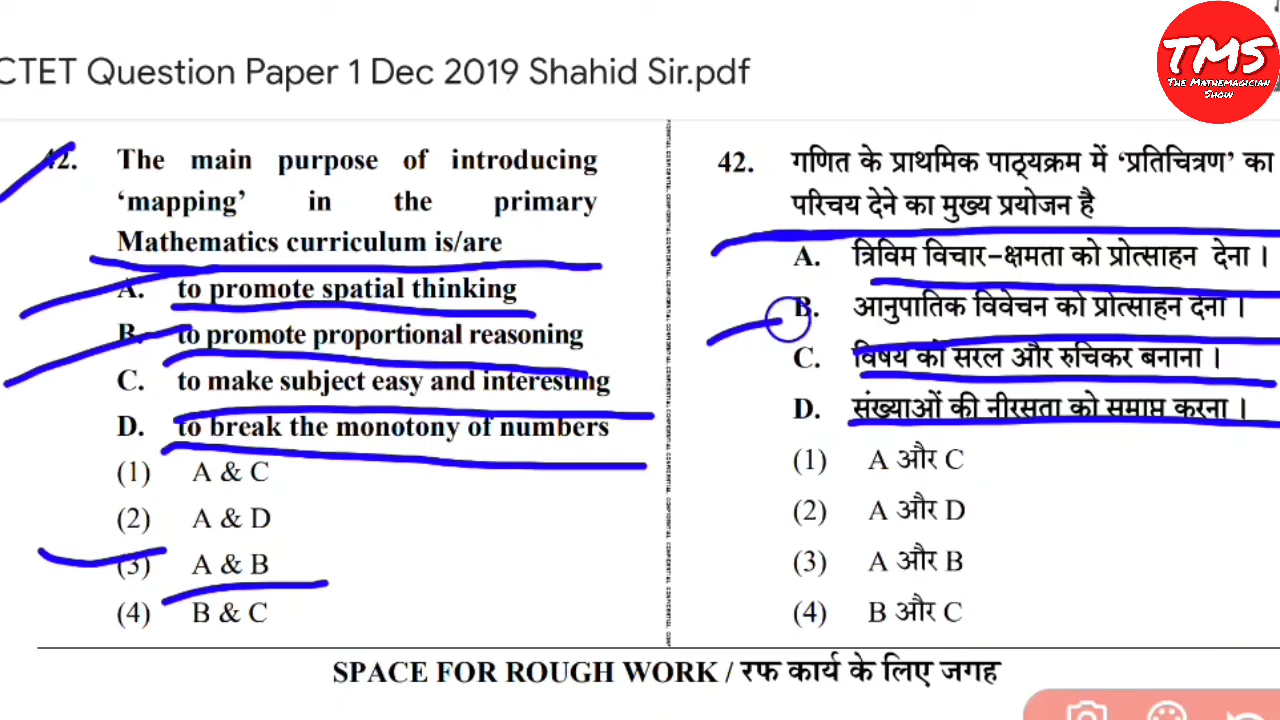 CTET Question Paper 1 Dec 2019 Shahid Sir.pdf
TMS
The Mathemagician
Show
42. The main purpose of introducing
‘mapping’ in the primary
Mathematics curriculum is/are
A. to promote spatial thinking
B. to promote proportional reasoning
C. to make subject easy and interesting
D. to break the monotony of numbers
(1) A & C
(2) A & D
(3) A & B
(4) B & C
42. गणित के प्राथमिक पाठ्यक्रम में ‘प्रतिचित्रण’ का
परिचय देने का मुख्य प्रयोजन है
A. त्रिविम विचार-क्षमता को प्रोत्साहन देना ।
B. आनुपातिक विवेचन को प्रोत्साहन देना ।
C. विषय को सरल और रुचिकर बनाना ।
D. संख्याओं की नीरसता को समाप्त करना ।
(1) A और C
(2) A और D
(3) A और B
(4) B और C
SPACE FOR ROUGH WORK / रफ कार्य के लिए जगह